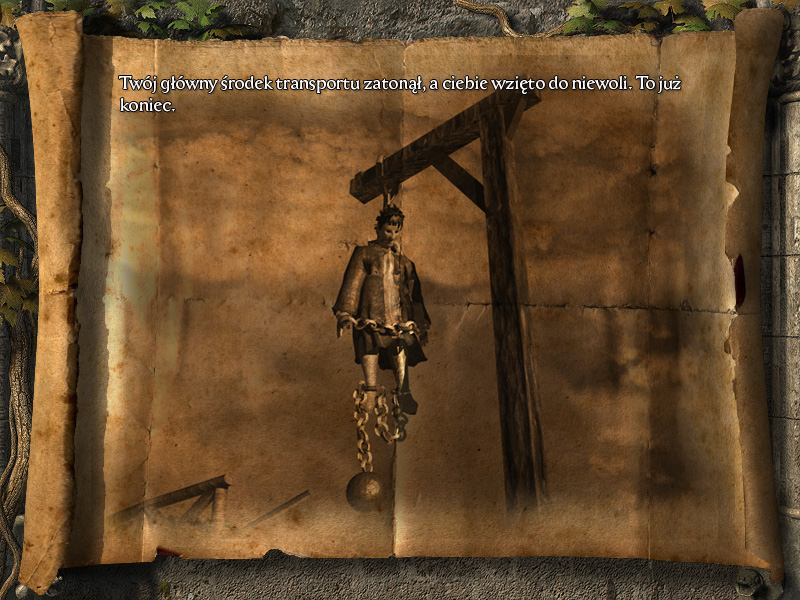 Twój główny środek transportu zatonął, a ciebie wzięto do niewoli. To już
koniec.